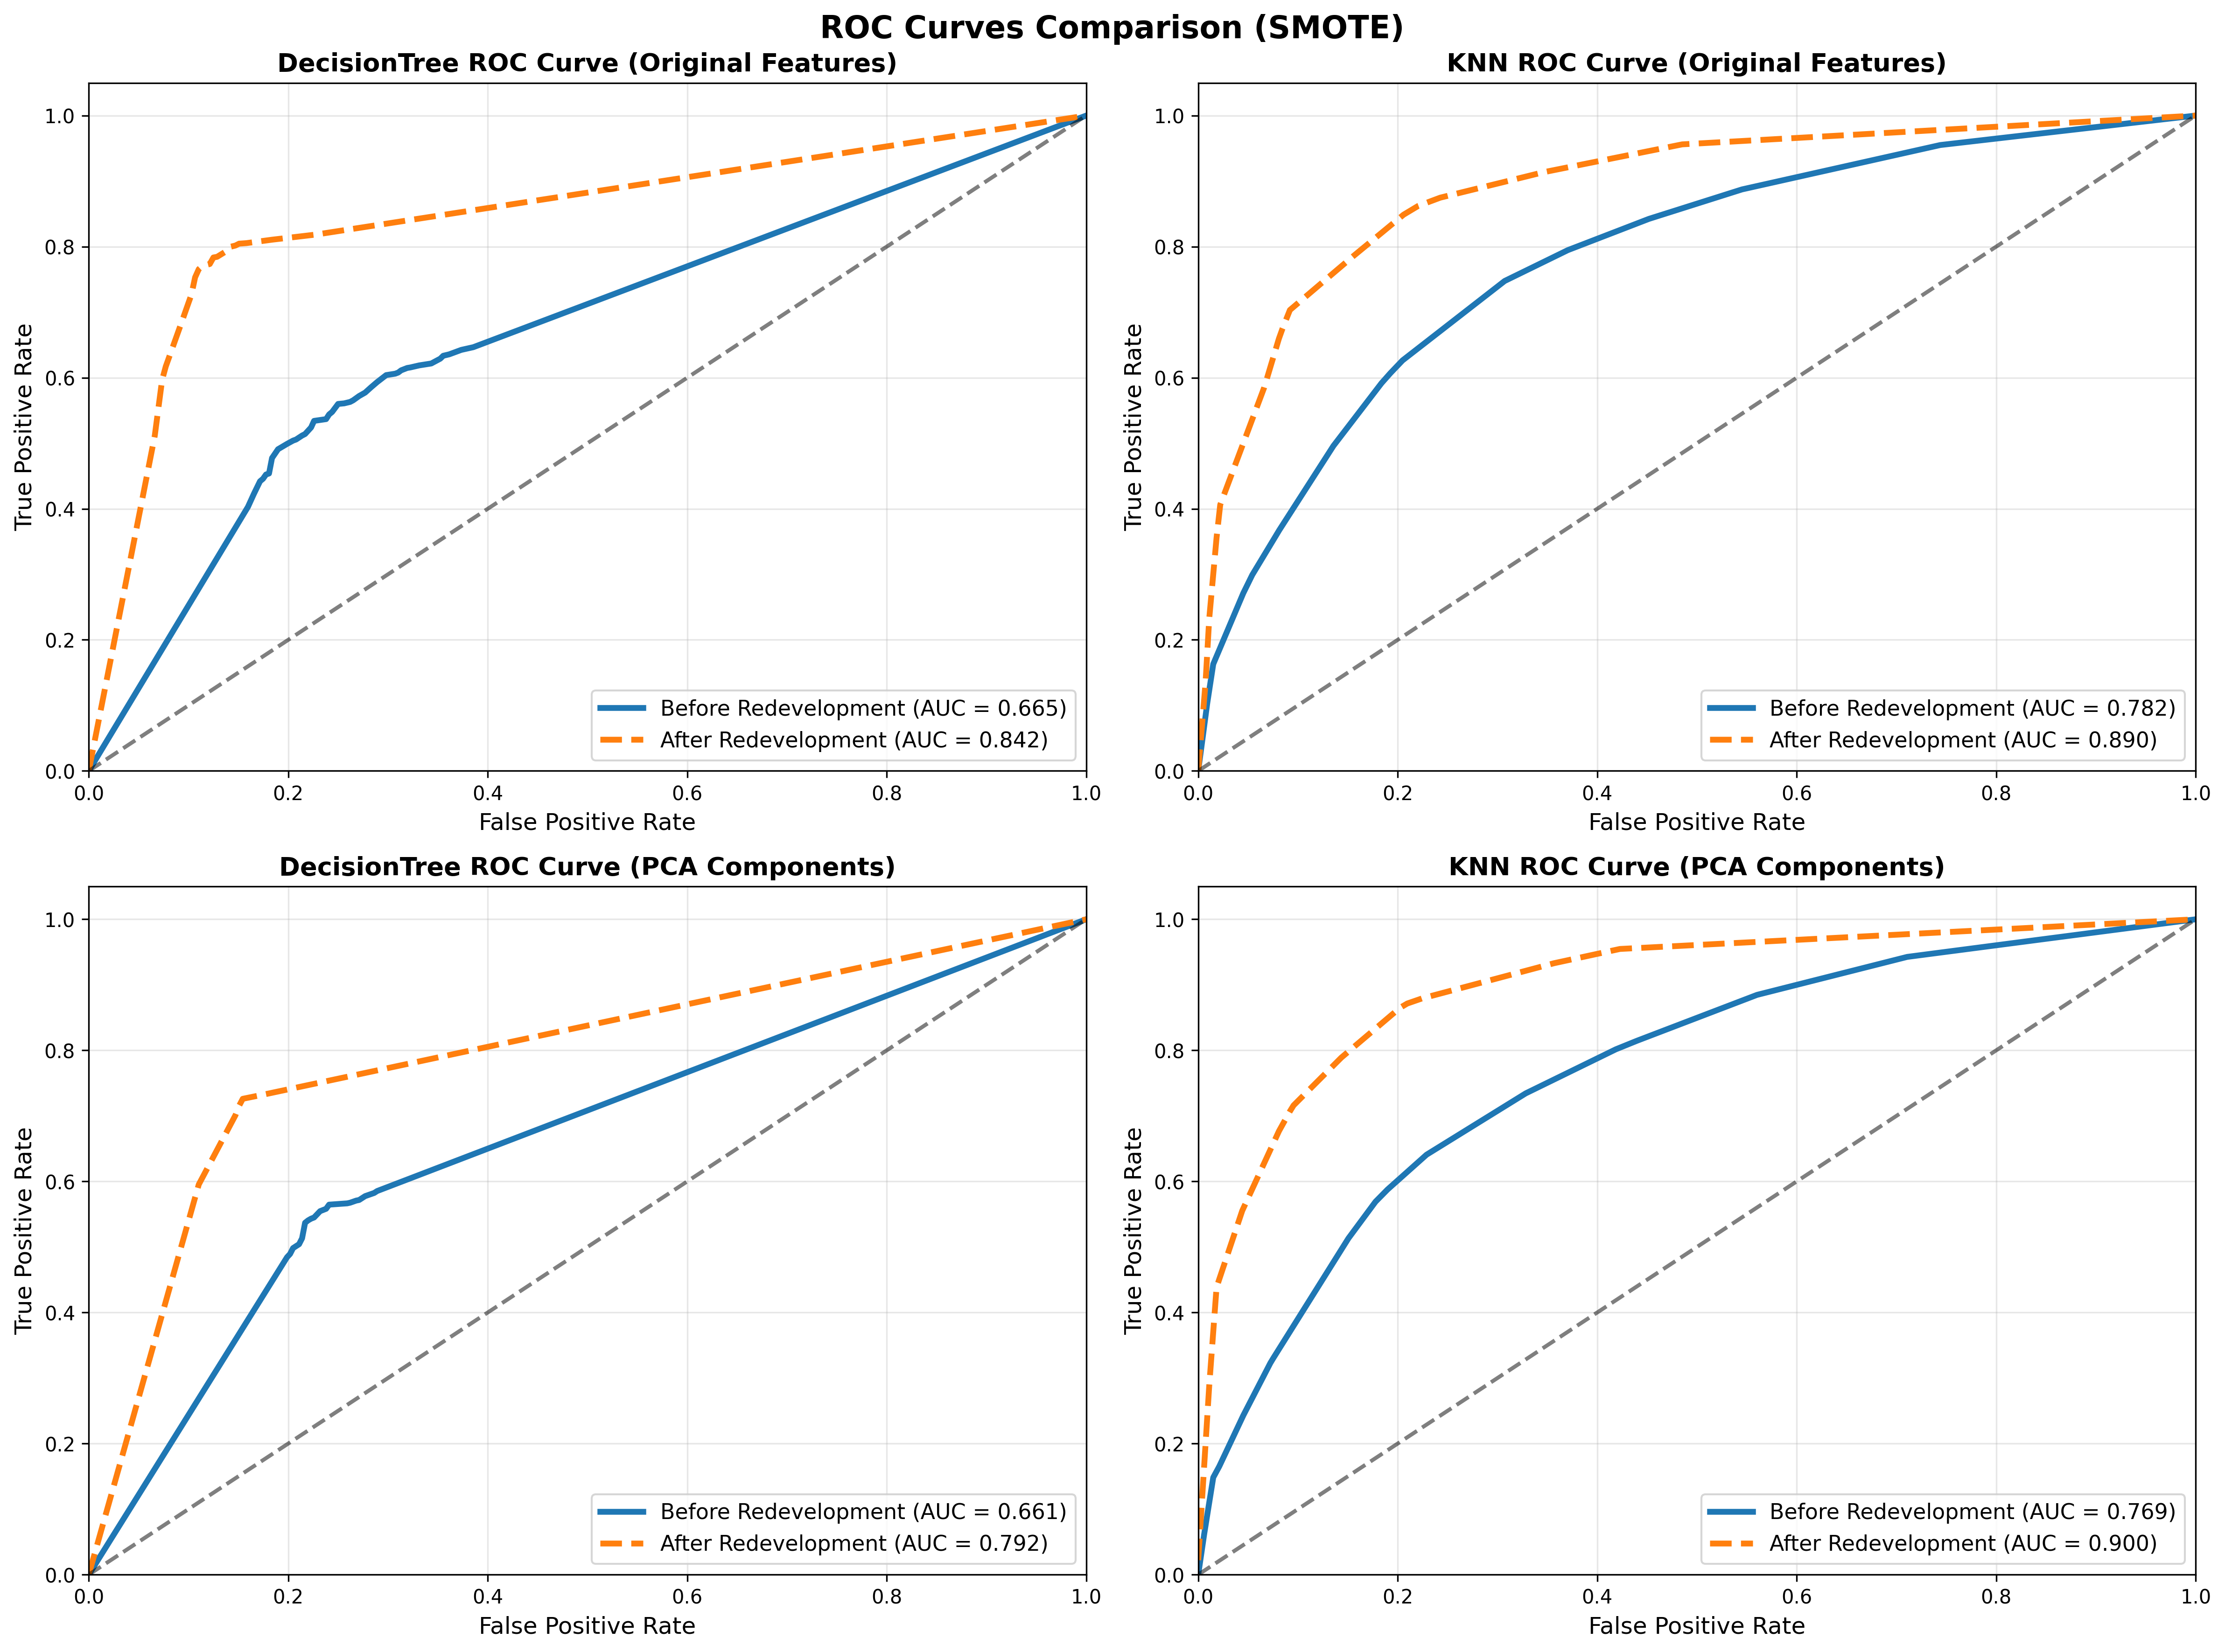 ROC Curves Comparison (SMOTE)
DecisionTree ROC Curve (Original Features)
True Positive Rate
1.0
0.8
0.6
0.4
0.2
0.0
0.0 0.2 0.4 0.6 0.8 1.0
False Positive Rate
Before Redevelopment (AUC = 0.665)
After Redevelopment (AUC = 0.842)
KNN ROC Curve (Original Features)
True Positive Rate
1.0
0.8
0.6
0.4
0.2
0.0
0.0 0.2 0.4 0.6 0.8 1.0
False Positive Rate
Before Redevelopment (AUC = 0.782)
After Redevelopment (AUC = 0.890)
DecisionTree ROC Curve (PCA Components)
True Positive Rate
1.0
0.8
0.6
0.4
0.2
0.0
0.0 0.2 0.4 0.6 0.8 1.0
False Positive Rate
Before Redevelopment (AUC = 0.661)
After Redevelopment (AUC = 0.792)
KNN ROC Curve (PCA Components)
True Positive Rate
1.0
0.8
0.6
0.4
0.2
0.0
0.0 0.2 0.4 0.6 0.8 1.0
False Positive Rate
Before Redevelopment (AUC = 0.769)
After Redevelopment (AUC = 0.900)